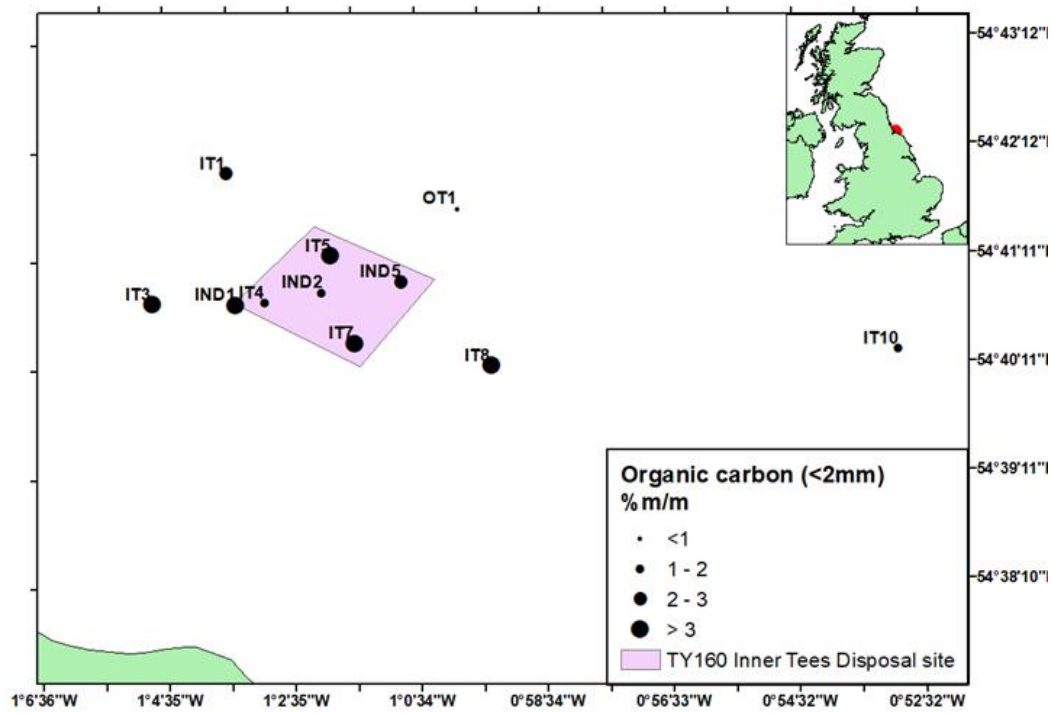 54°43'12"
IT1
54°42'12"
OT1
IT5
54°41'11"
IND5
IND2
IT3
IND1
IT4
IT7
IT8
IT10
54°40'11"
Organic carbon (<2mm)
% m/m
<1
1 - 2
2 - 3
> 3
TY160 Inner Tees Disposal site
54°39'11"
54°38'10"
1°6'36"W 1°4'35"W 1°2'35"W 1°0'34"W 0°58'34"W 0°56'33"W 0°54'32"W 0°52'32"W